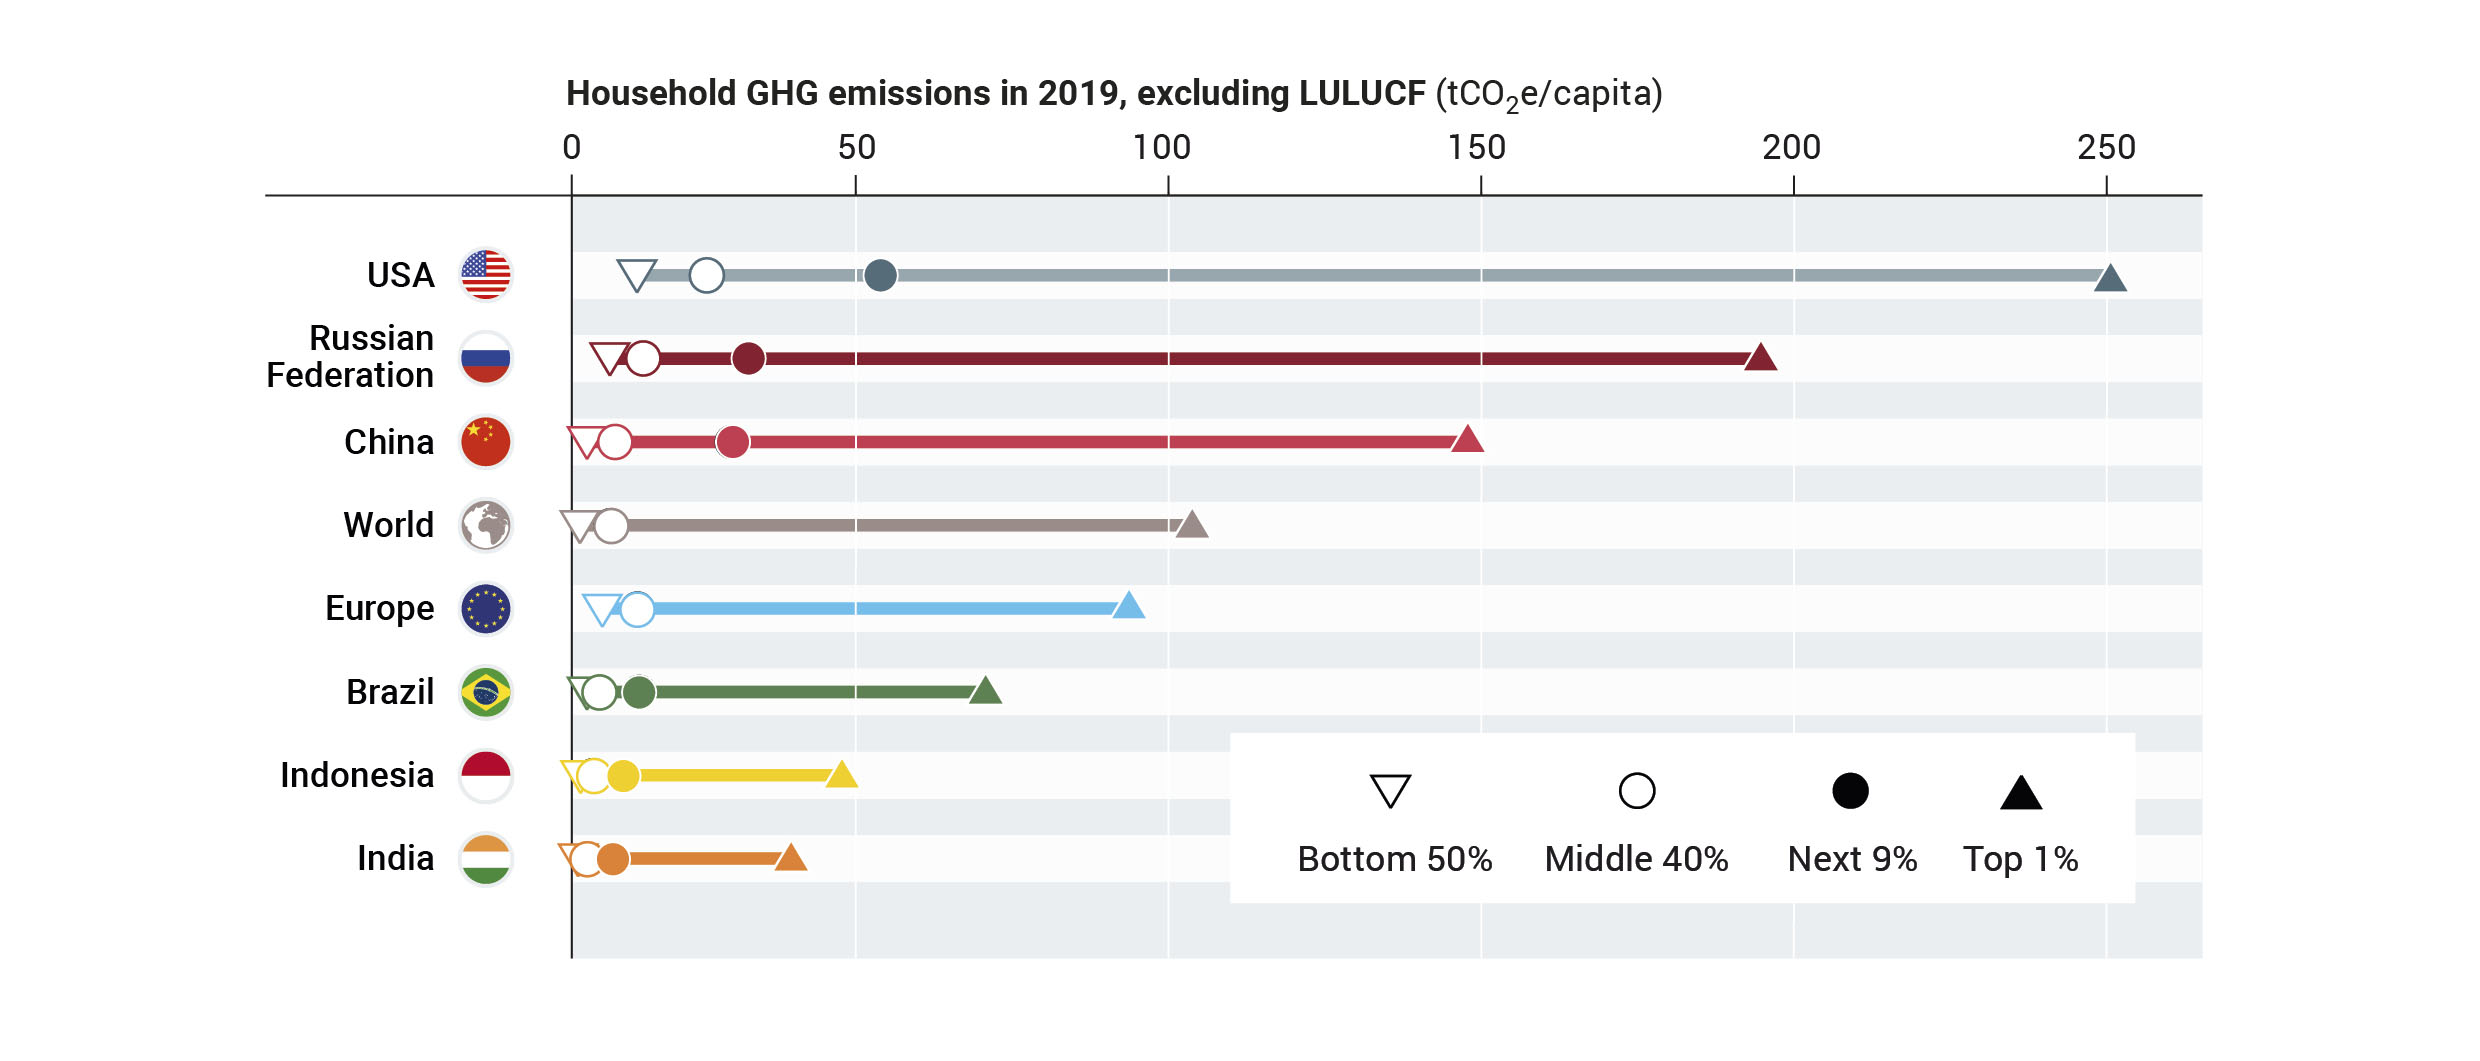 Household GHG emissions in 2019, excluding LULUCF (tCO₂e/capita)
0 50 100 150 200 250
USA
Russian
Federation
China
World
Europe
Brazil
Indonesia
India
Bottom 50% Middle 40% Next 9% Top 1%